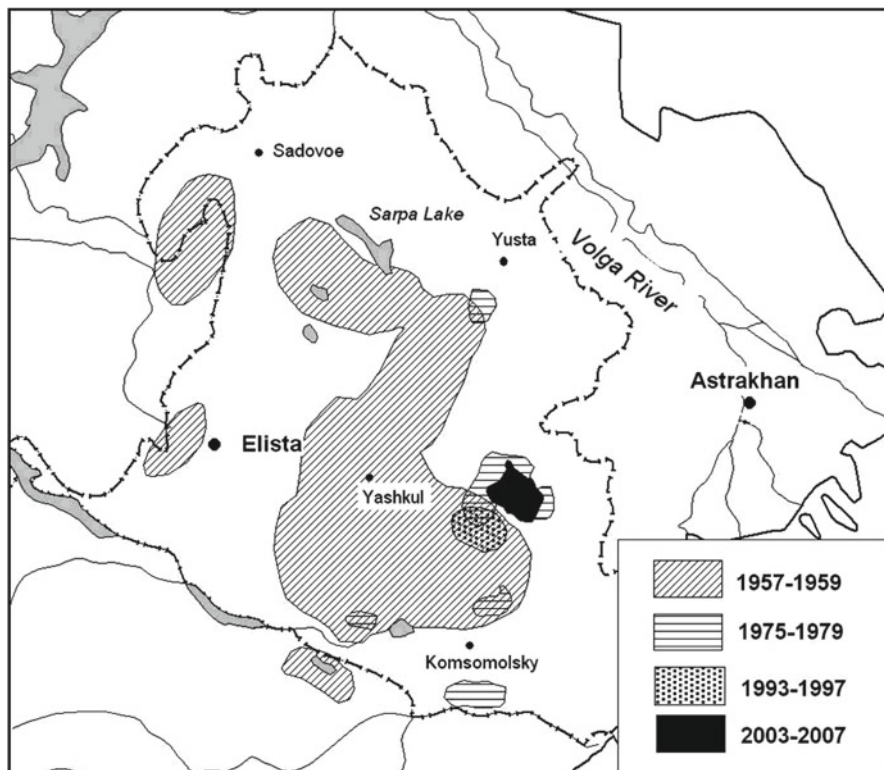 Sadovoe
Sarpa Lake
Yusta
Volga River
Astrakhan
Elista
Yashkul
Komsomolsky
1957-1959
1975-1979
1993-1997
2003-2007